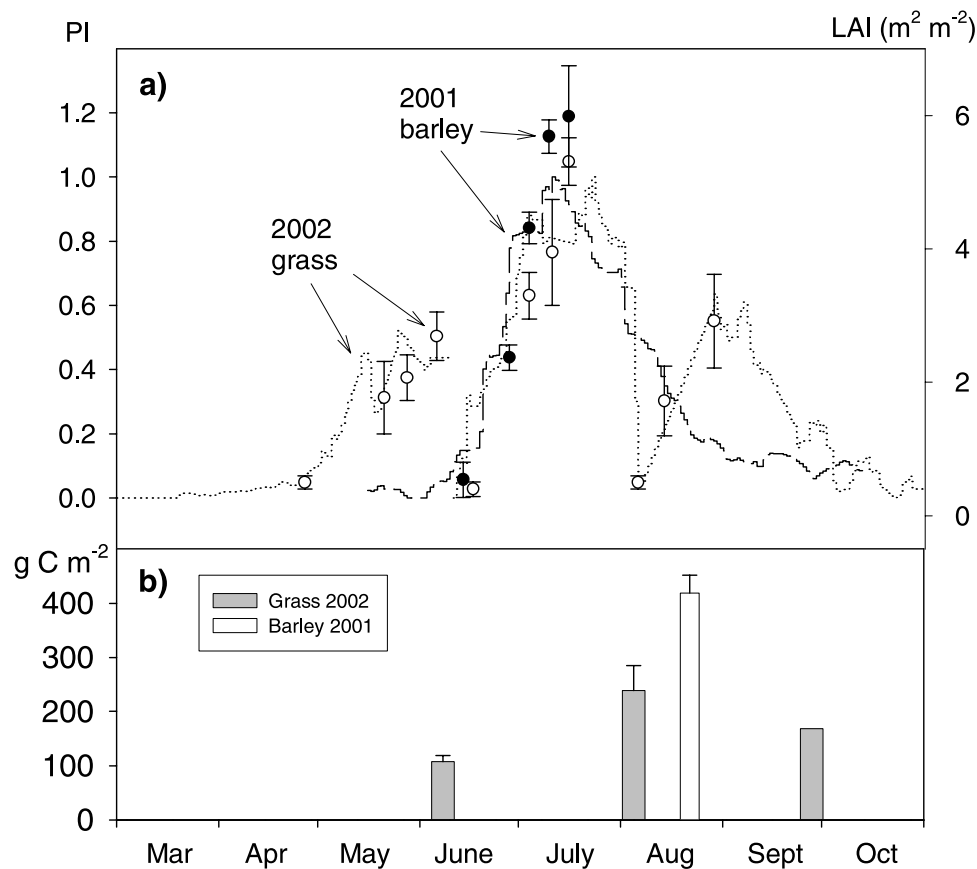 PI
LAI (m² m⁻²)
a)
2001
barley
2002
grass
1.2
1.0
0.8
0.6
0.4
0.2
0.0
6
4
2
0
g C m⁻²
b)
Grass 2002
Barley 2001
400
300
200
100
0
Mar Apr May June July Aug Sept Oct